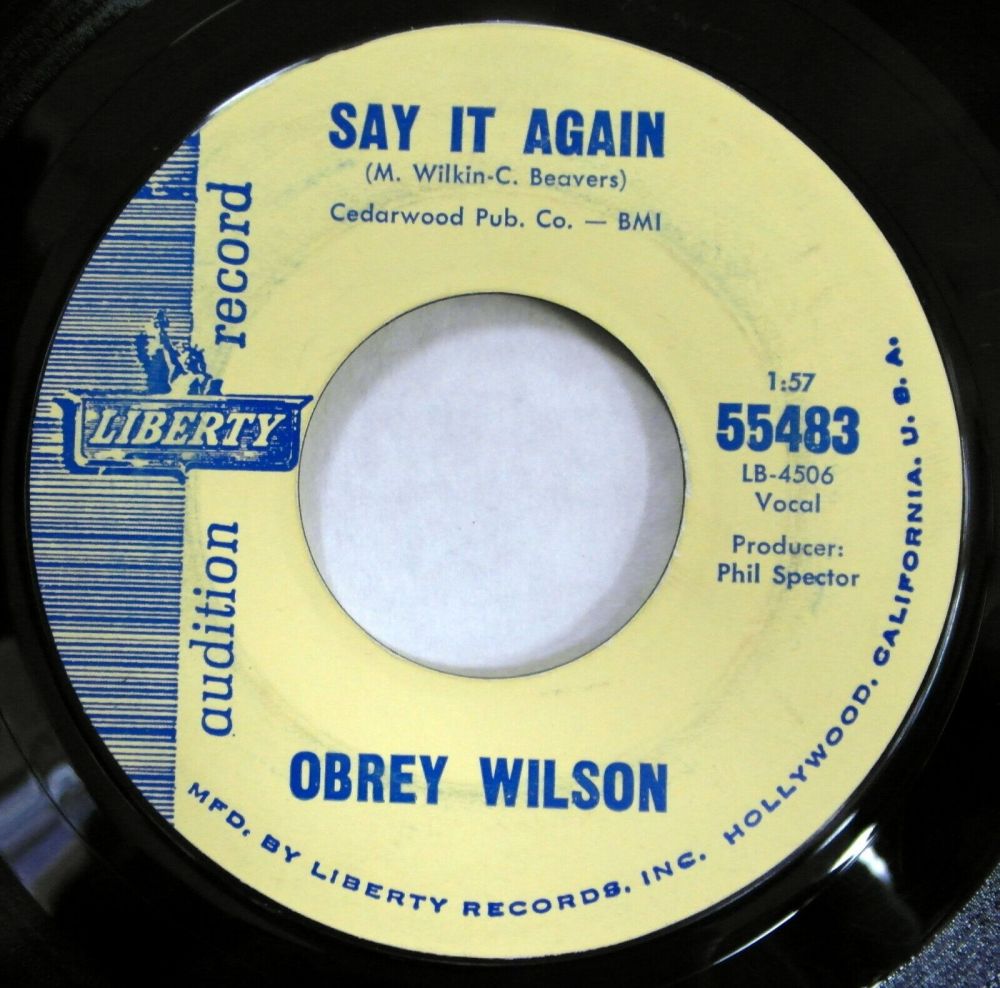 SAY IT AGAIN
(M. Wilkin-C. Beavers)
Cedarwood Pub. Co. — BMI
audition record
LIBERTY
1:57
55483
LB-4506
Vocal
Producer:
Phil Spector
OBREY WILSON
MFD. BY LIBERTY RECORDS, INC. HOLLYWOOD, CALIFORNIA, U. S. A.